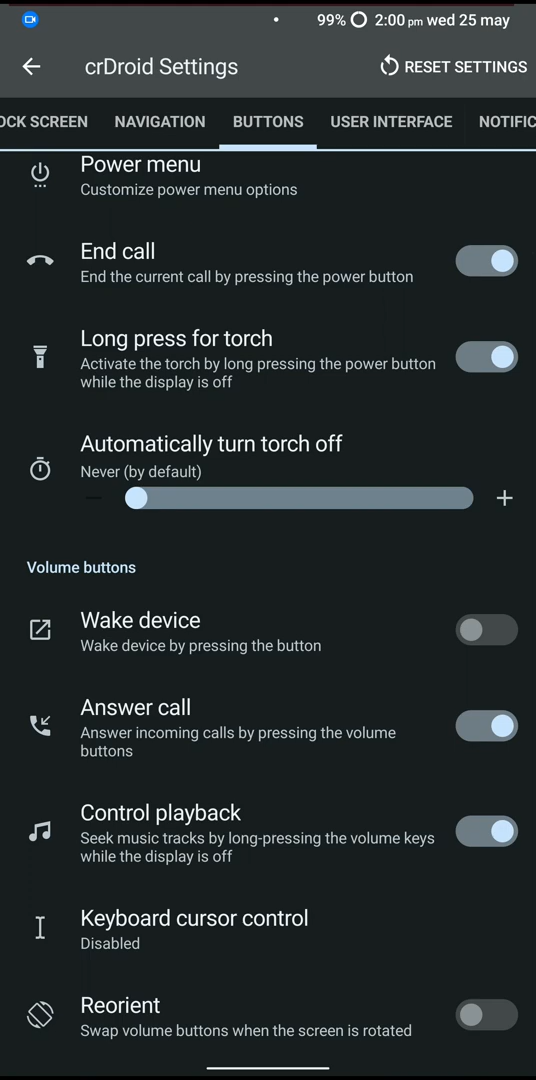 99% 2:00 pm wed 25 may
crDroid Settings
RESET SETTINGS
OCK SCREEN NAVIGATION BUTTONS USER INTERFACE NOTIFIC
Power menu
Customize power menu options
End call
End the current call by pressing the power button
Long press for torch
Activate the torch by long pressing the power button
while the display is off
Automatically turn torch off
Never (by default)
Volume buttons
Wake device
Wake device by pressing the button
Answer call
Answer incoming calls by pressing the volume
buttons
Control playback
Seek music tracks by long-pressing the volume keys
while the display is off
Keyboard cursor control
Disabled
Reorient
Swap volume buttons when the screen is rotated